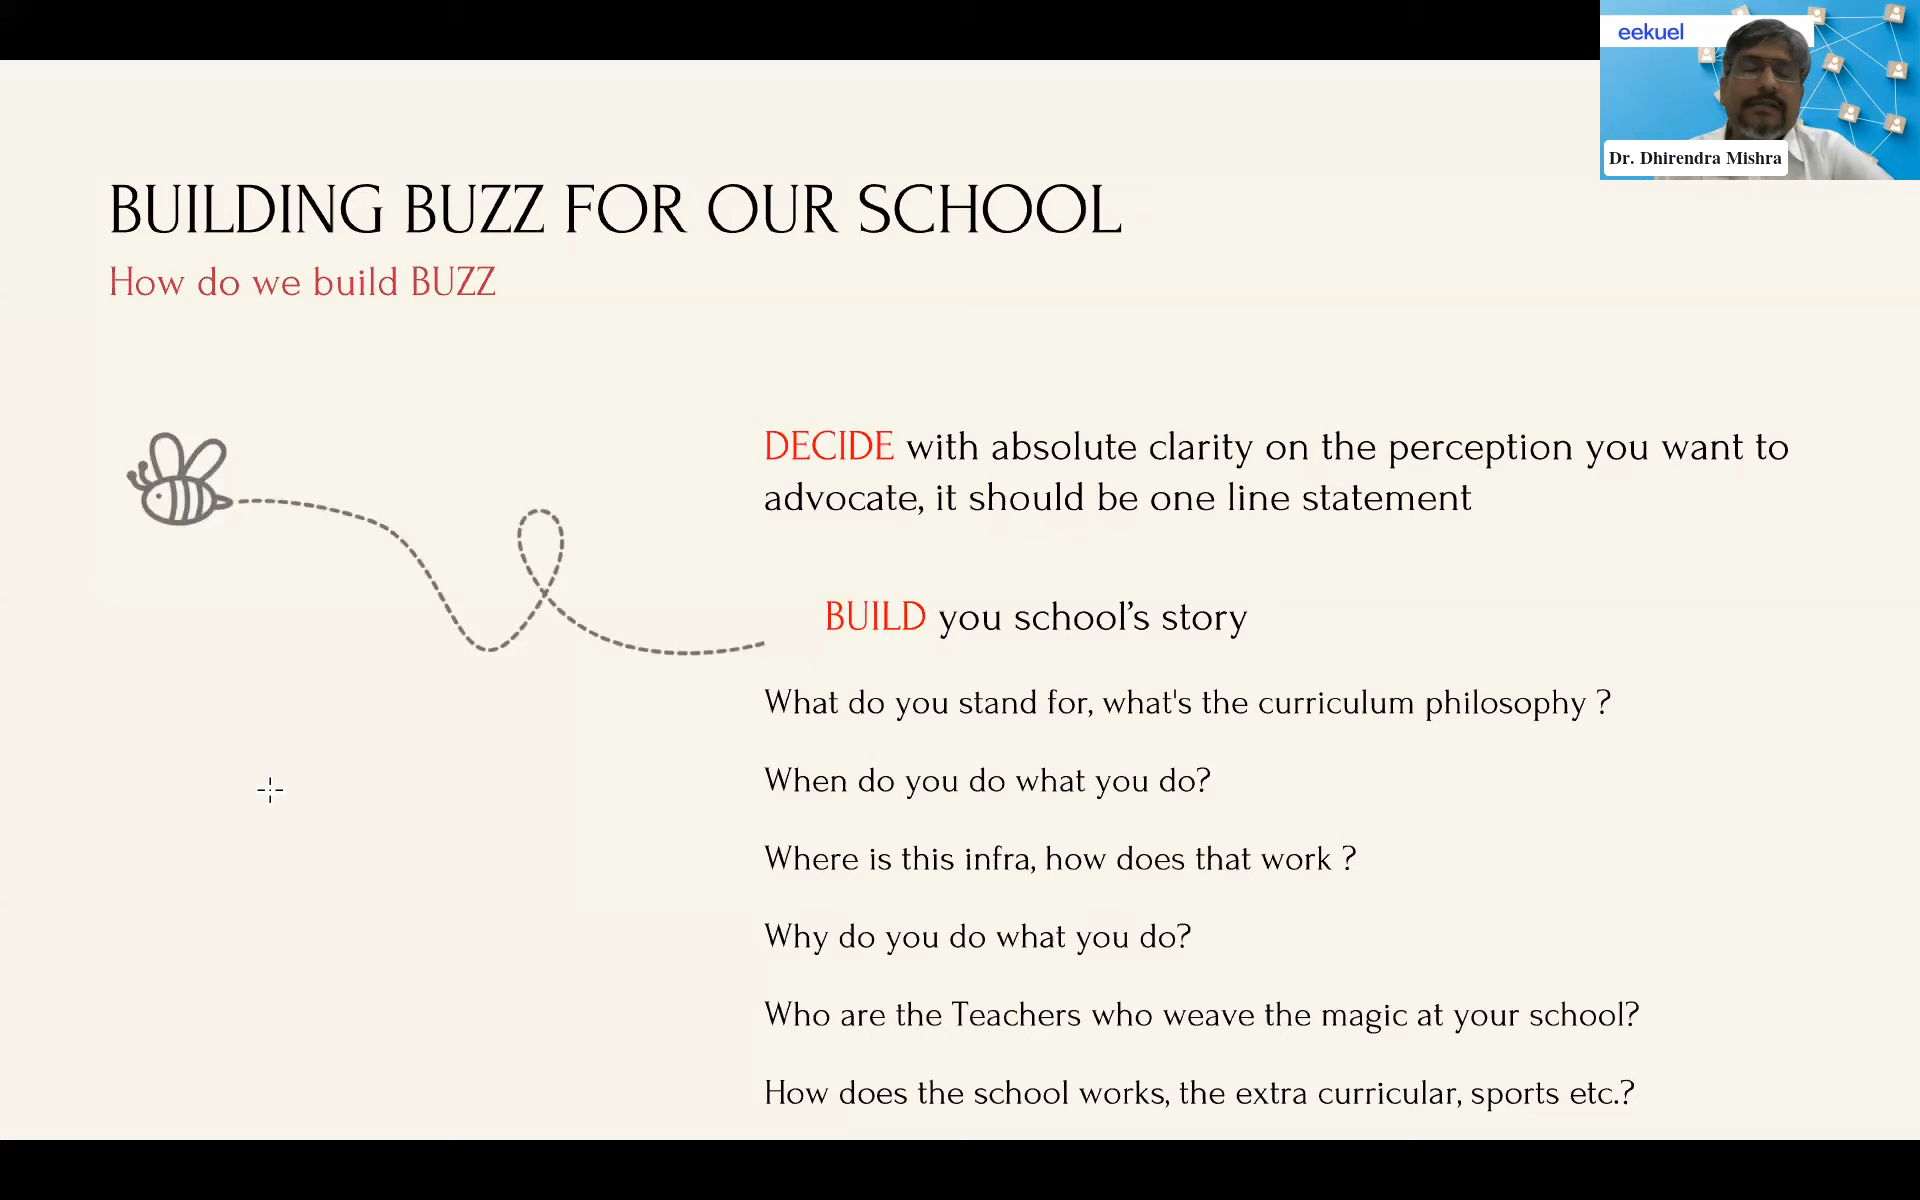 eekuel
Dr. Dhirendra Mishra
BUILDING BUZZ FOR OUR SCHOOL
How do we build BUZZ
DECIDE with absolute clarity on the perception you want to
advocate, it should be one line statement
BUILD you school’s story
What do you stand for, what's the curriculum philosophy ?
When do you do what you do?
Where is this infra, how does that work ?
Why do you do what you do?
Who are the Teachers who weave the magic at your school?
How does the school works, the extra curricular, sports etc.?